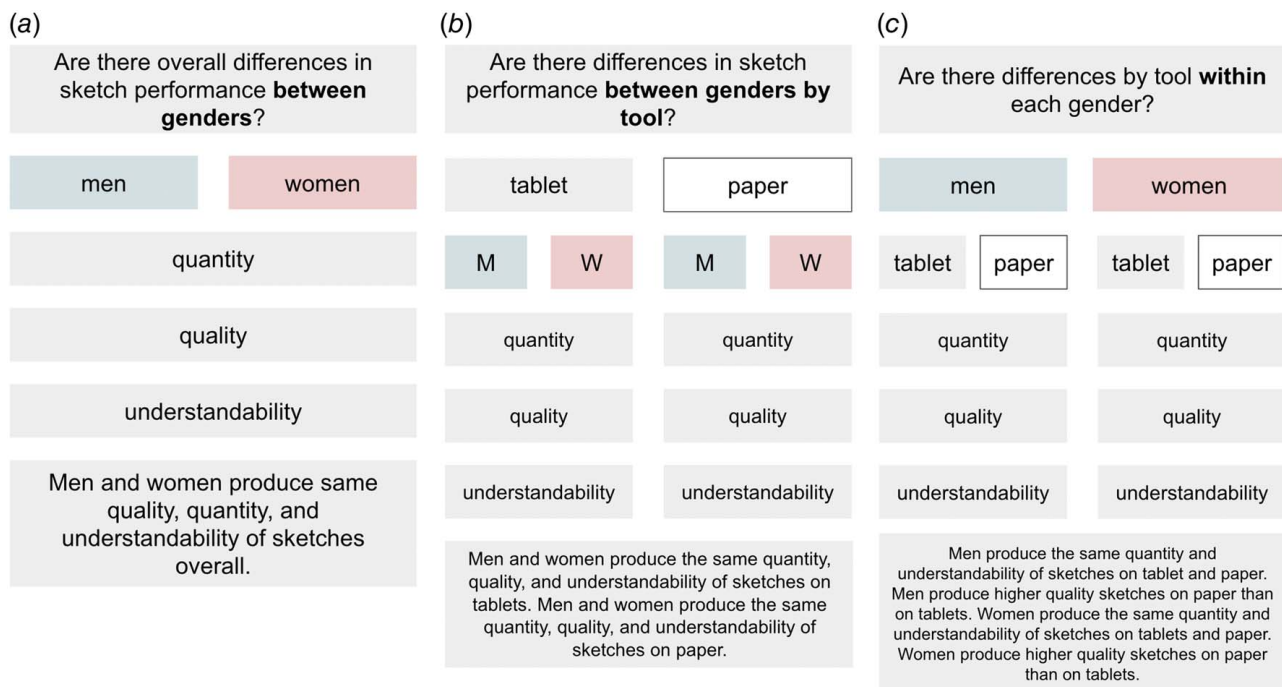 (a)
Are there overall differences in
sketch performance between
genders?
men
women
quantity
quality
understandability
Men and women produce same
quality, quantity, and
understandability of sketches
overall.
(b)
Are there differences in sketch
performance between genders by
tool?
tablet
paper
M
W
M
W
quantity
quantity
quality
quality
understandability
understandability
Men and women produce the same quantity,
quality, and understandability of sketches on
tablets. Men and women produce the same
quantity, quality, and understandability of
sketches on paper.
(c)
Are there differences by tool within
each gender?
men
women
tablet
paper
tablet
paper
quantity
quantity
quality
quality
understandability
understandability
Men produce the same quantity and
understandability of sketches on tablet and paper.
Men produce higher quality sketches on paper than
on tablets. Women produce the same quantity and
understandability of sketches on tablets and paper.
Women produce higher quality sketches on paper
than on tablets.